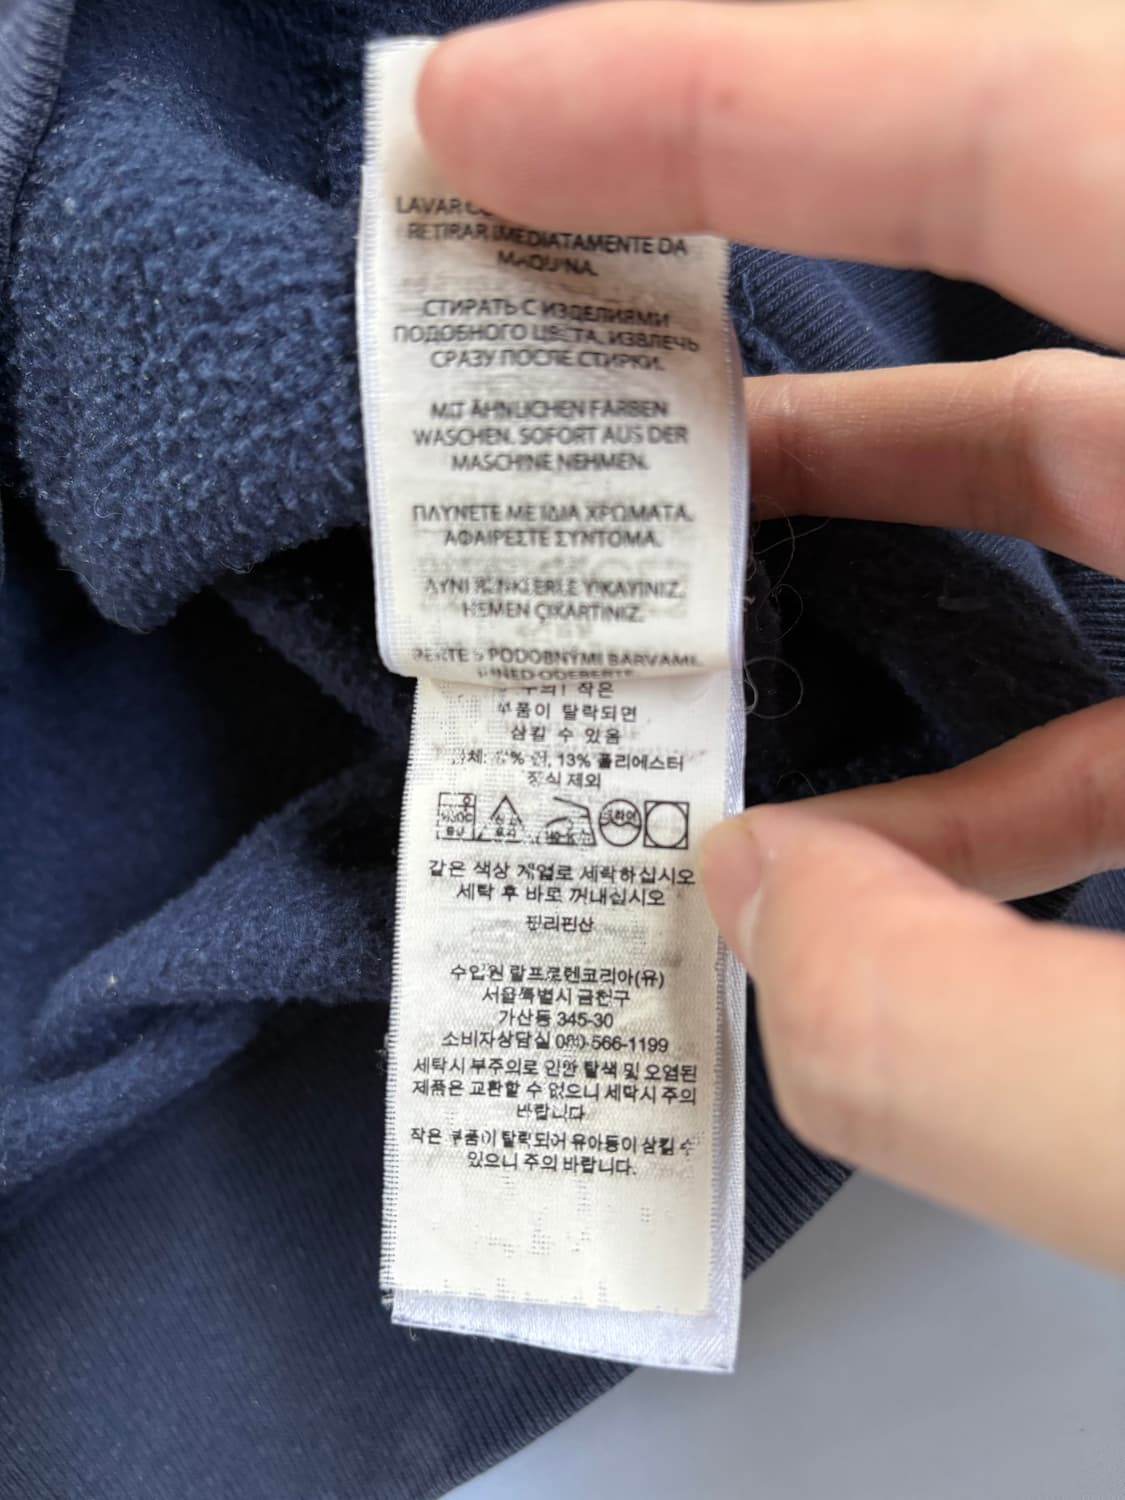 RETIRAR IMEDIATAMENTE DA
MAQUINA.
СТИРАТЬ С ИЗДЕЛИЯМИ
ПОДОБНОГО ЦВЕТА. ИЗВЛЕЧЬ
СРАЗУ ПОСЛЕ СТИРКИ.
MIT ÄHNLICHEN FARBEN
WASCHEN. SOFORT AUS DER
MASCHINE NEHMEN.
ΠΛΥΝΕΤΕ ΜΕ ΙΔΙΑ ΧΡΩΜΑΤΑ.
ΑΦΑΙΡΕΣΤΕ ΣΥΝΤΟΜΑ.
AYNI RENKLERLE YIKAYINIZ.
HEMEN ÇIKARTINIZ.
PERTE S PODOBNÝMI BARVAMI.
작은
부품이 탈락되면
삼킬 수 있음
13% 폴리에스터
장식 제외
같은 색상 계열로 세탁하십시오
세탁 후 바로 꺼내십시오
필리핀산
수입원 랄프로렌코리아(유)
서울특별시 금천구
가산동 345-30
소비자상담실 080-566-1199
세탁시 부주의로 인한 탈색 및 오염된
제품은 교환할 수 없으니 세탁시 주의
바랍니다
작은 부품이 탈락되어 유아등이 삼킬 수
있으니 주의 바랍니다.